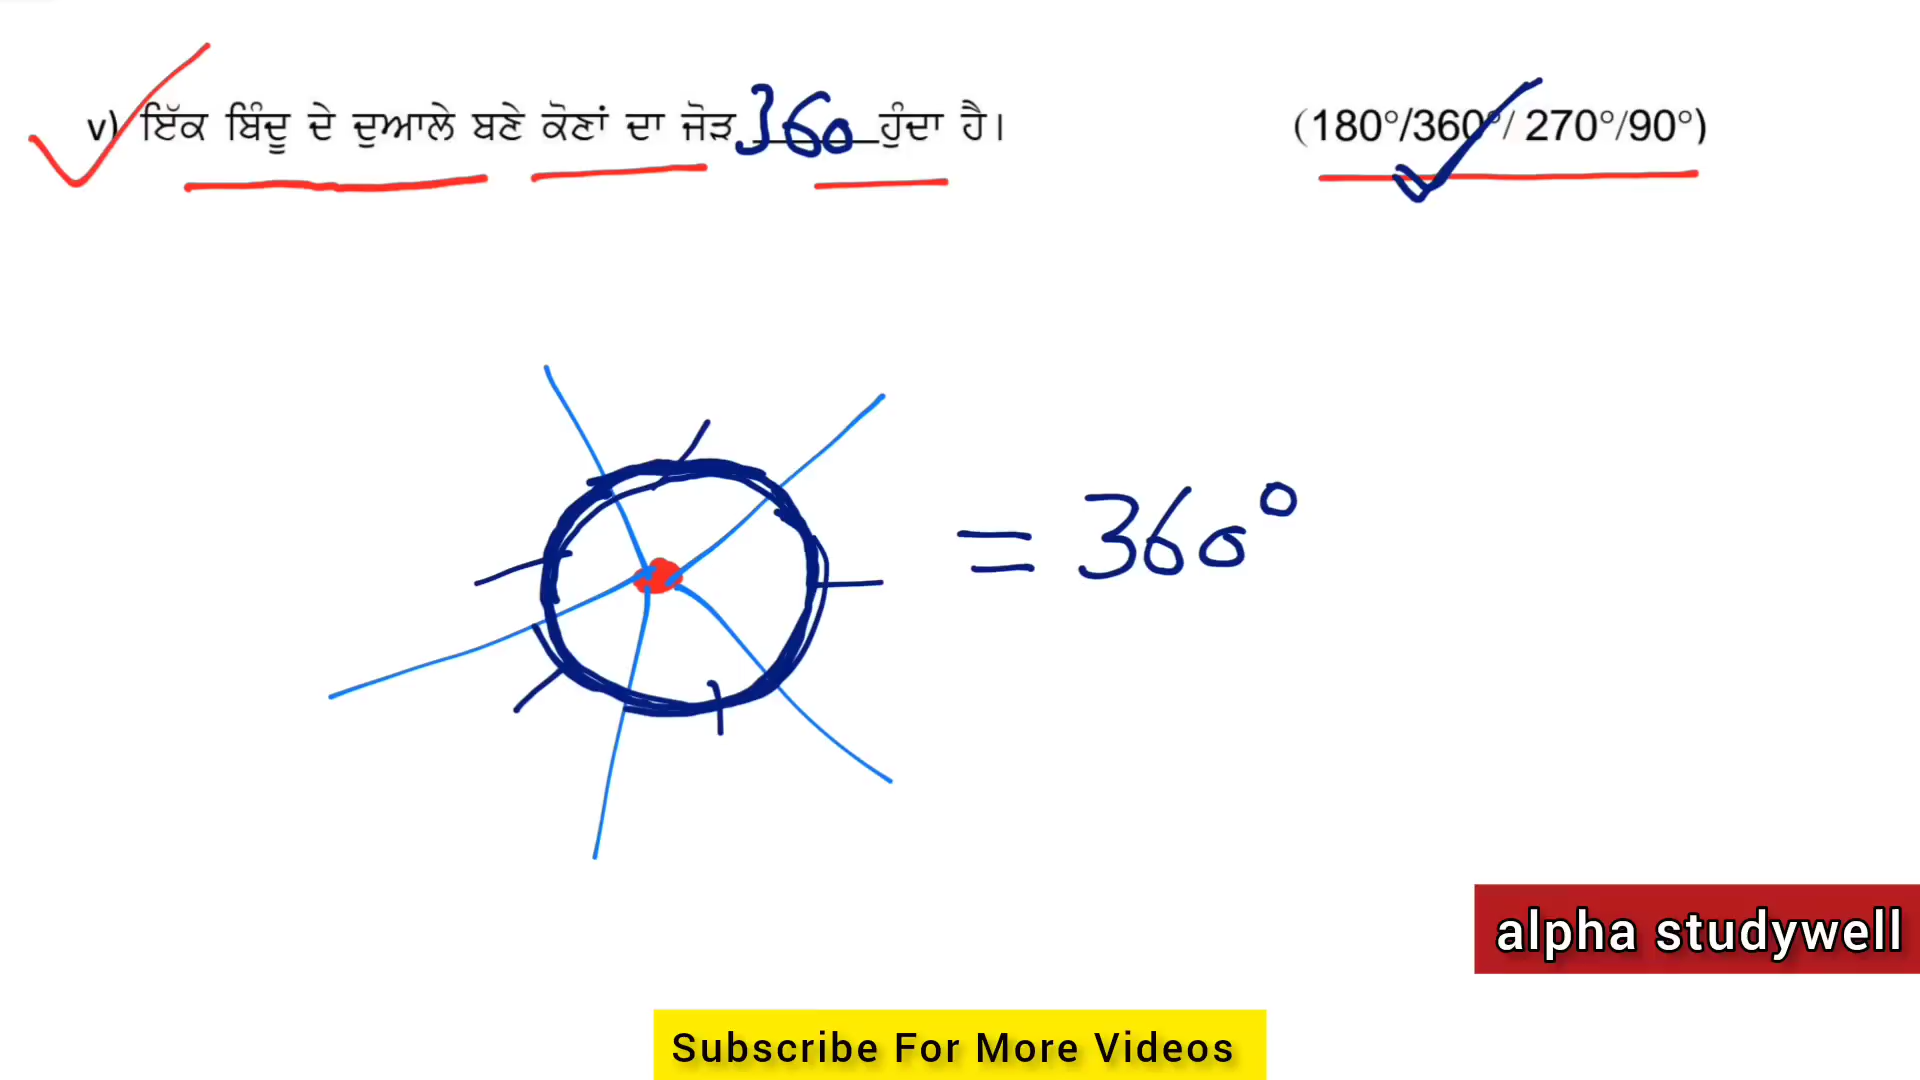 v) ਇੱਕ ਬਿੰਦੂ ਦੇ ਦੁਆਲੇ ਬਣੇ ਕੋਣਾਂ ਦਾ ਜੋੜ 360 ਹੁੰਦਾ ਹੈ। (180°/360°/ 270°/90°)
= 360°
alpha studywell
Subscribe For More Videos